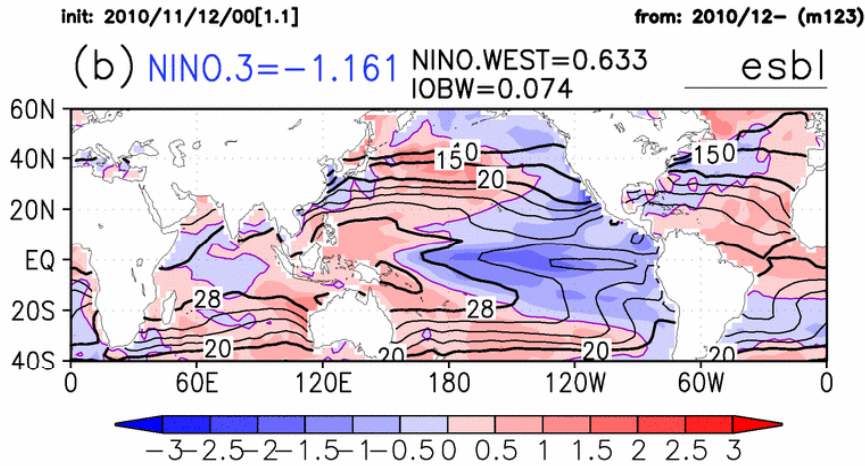 init: 2010/11/12/00[1.1] from: 2010/12- (m123)
(b) NINO.3=-1.161 NINO.WEST=0.633 esbl
IOBW=0.074
60N
40N
20N
EQ
20S
40S
10
15
20
28
28
20
20
20
150
20
0 60E 120E 180 120W 60W 0
-3 -2.5 -2 -1.5 -1 -0.5 0 0.5 1 1.5 2 2.5 3